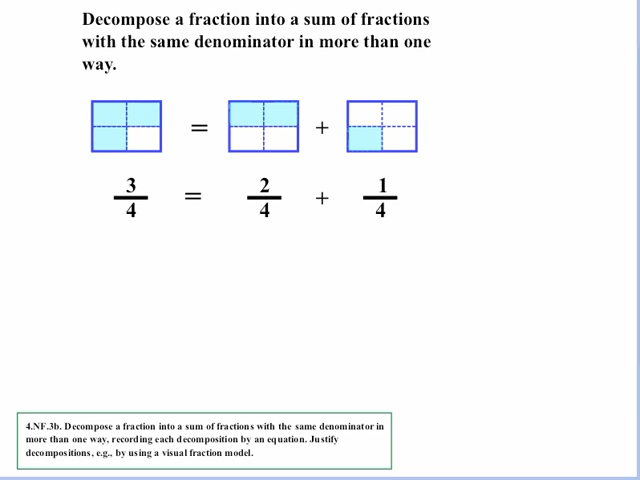 Decompose a fraction into a sum of fractions
with the same denominator in more than one
way.
= +
3/4 = 2/4 + 1/4
4.NF.3b. Decompose a fraction into a sum of fractions with the same denominator in
more than one way, recording each decomposition by an equation. Justify
decompositions, e.g., by using a visual fraction model.